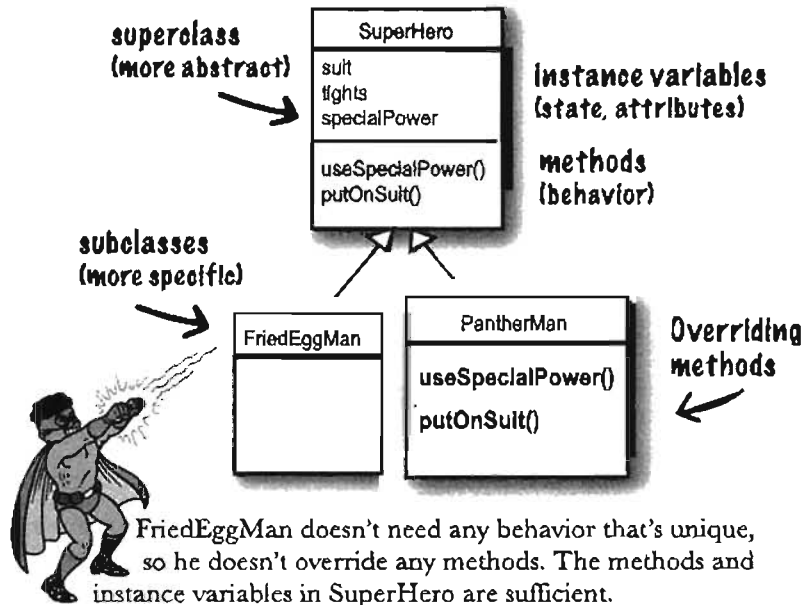 superclass
(more abstract)
SuperHero
suit
tights
specialPower
useSpecialPower()
putOnSuit()
instance variables
(state, attributes)
methods
(behavior)
subclasses
(more specific)
FriedEggMan
PantherMan
useSpecialPower()
putOnSuit()
Overriding
methods
FriedEggMan doesn't need any behavior that's unique,
so he doesn't override any methods. The methods and
instance variables in SuperHero are sufficient.